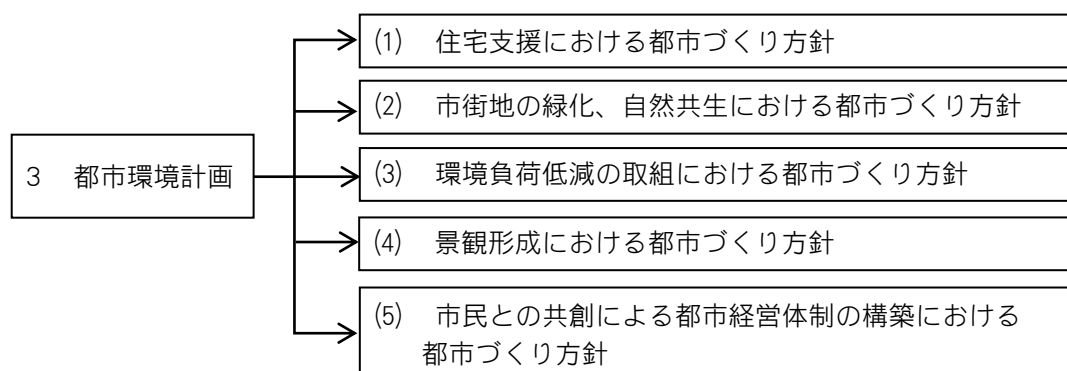 (1)　住宅支援における都市づくり方針
(2)　市街地の緑化、自然共生における都市づくり方針
3　都市環境計画
(3)　環境負荷低減の取組における都市づくり方針
(4)　景観形成における都市づくり方針
(5)　市民との共創による都市経営体制の構築における
都市づくり方針